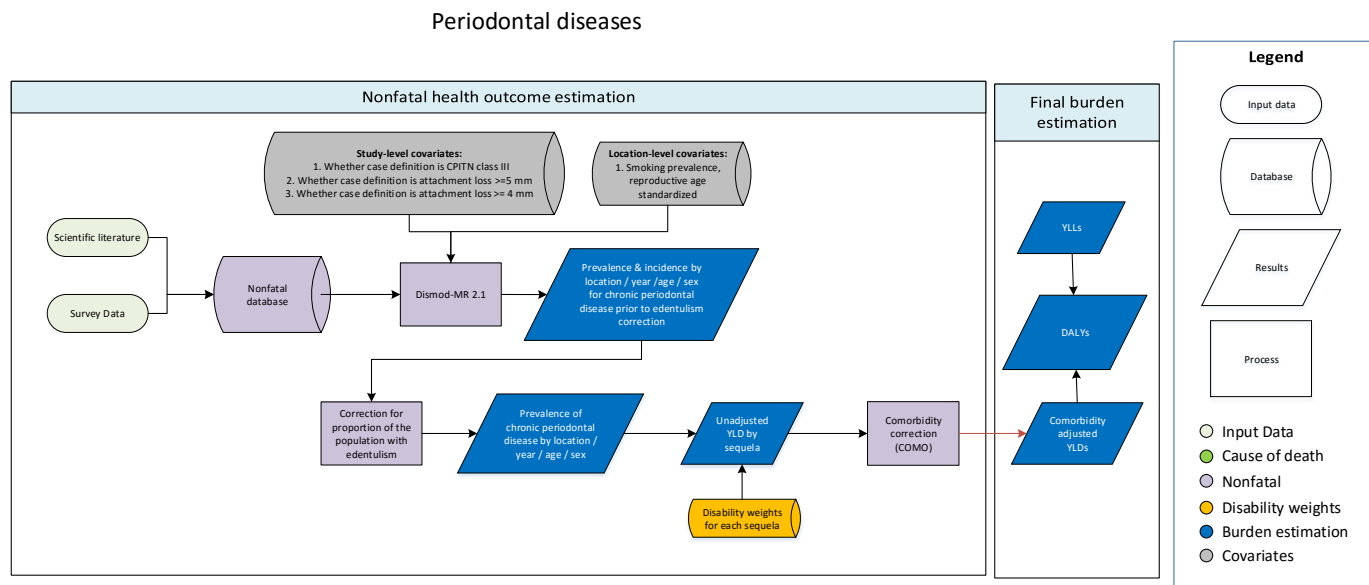 Periodontal diseases
Nonfatal health outcome estimation
Study-level covariates:
1. Whether case definition is CPITN class III
2. Whether case definition is attachment loss >=5 mm
3. Whether case definition is attachment loss >= 4 mm
Location-level covariates:
1. Smoking prevalence,
reproductive age
standardized
Scientific literature
Survey Data
Nonfatal
database
Dismod-MR 2.1
Prevalence & incidence by
location / year /age / sex
for chronic periodontal
disease prior to edentulism
correction
Correction for
proportion of the
population with
edentulism
Prevalence of
chronic periodontal
disease by location /
year / age / sex
Unadjusted
YLD by
sequela
Disability weights
for each sequela
Comorbidity
correction
(COMO)
Final burden
estimation
YLLs
DALYs
Comorbidity
adjusted
YLDs
Legend
Input data
Database
Results
Process
Input Data
Cause of death
Nonfatal
Disability weights
Burden estimation
Covariates